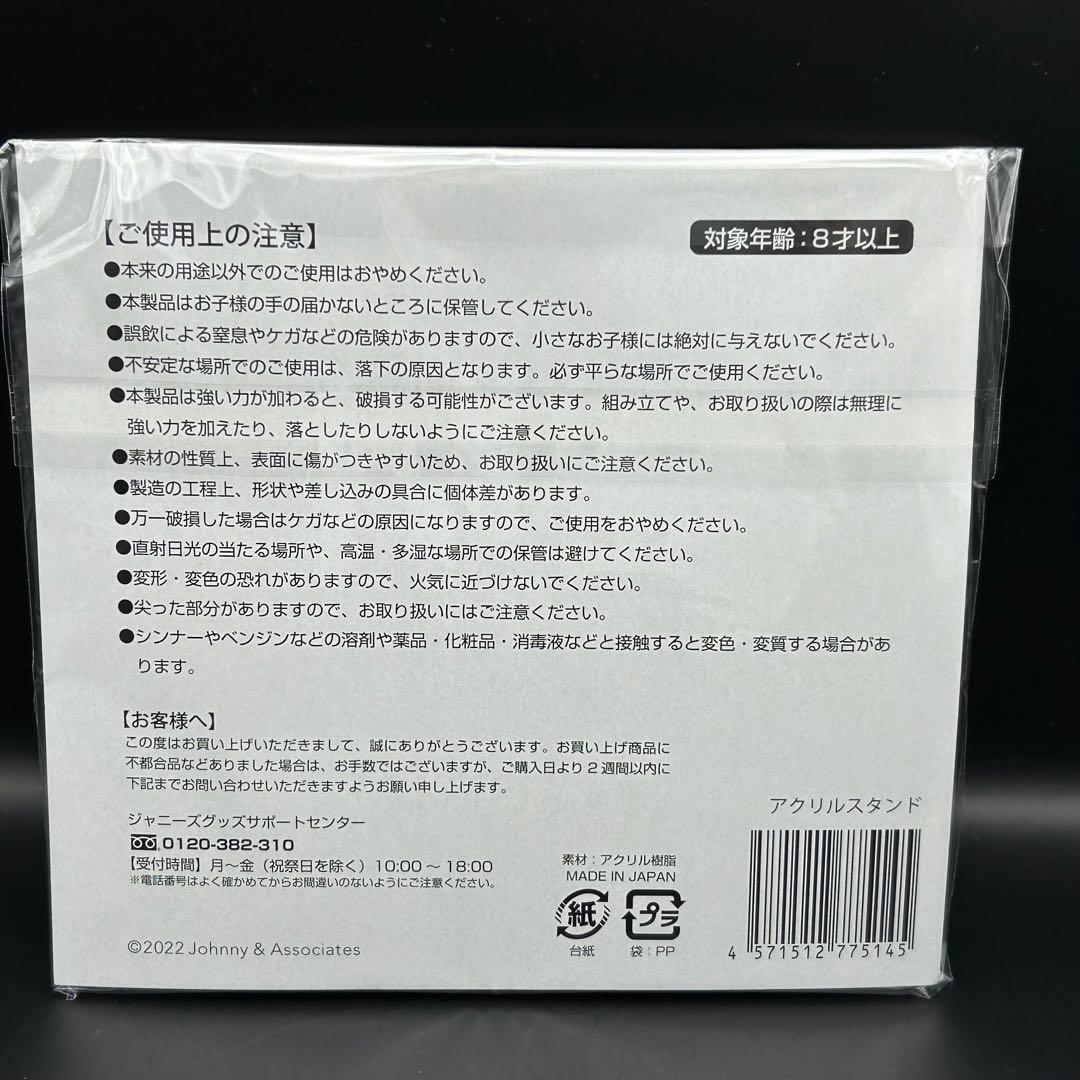 【ご使用上の注意】
対象年齢：8才以上
●本来の用途以外でのご使用はおやめください。
●本製品はお子様の手の届かないところに保管してください。
●誤飲による窒息やケガなどの危険がありますので、小さなお子様には絶対に与えないでください。
●不安定な場所でのご使用は、落下の原因となります。必ず平らな場所でご使用ください。
●本製品は強い力が加わると、破損する可能性がございます。組み立てや、お取り扱いの際は無理に
強い力を加えたり、落としたりしないようにご注意ください。
●素材の性質上、表面に傷がつきやすいため、お取り扱いにご注意ください。
●製造の工程上、形状や差し込みの具合に個体差があります。
●万一破損した場合はケガなどの原因になりますので、ご使用をおやめください。
●直射日光の当たる場所や、高温・多湿な場所での保管は避けてください。
●変形・変色の恐れがありますので、火気に近づけないでください。
●尖った部分がありますので、お取り扱いにはご注意ください。
●シンナーやベンジンなどの溶剤や薬品・化粧品・消毒液などと接触すると変色・変質する場合があ
ります。
【お客様へ】
この度はお買い上げいただきまして、誠にありがとうございます。お買い上げ商品に
不都合品などありました場合は、お手数ではございますが、ご購入日より2週間以内に
下記までお問い合わせいただきますようお願い申し上げます。
ジャニーズグッズサポートセンター
0120-382-310
【受付時間】月〜金（祝祭日を除く）10:00〜18:00
※電話番号はよく確かめてからお間違いのないようにご注意ください。
©2022 Johnny & Associates
素材：アクリル樹脂
MADE IN JAPAN
紙
プラ
台紙
袋：PP
アクリルスタンド
4 571512 775145